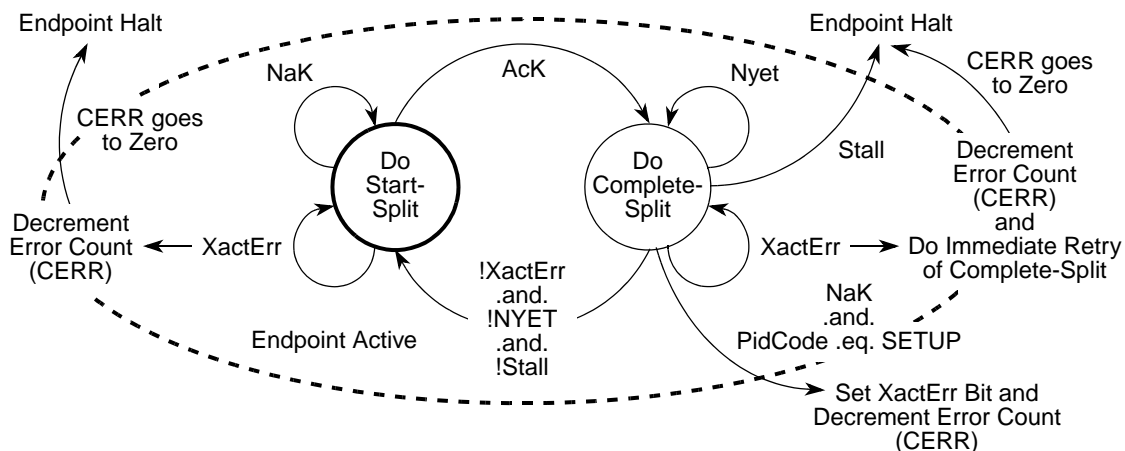 Endpoint Halt
Endpoint Halt
NaK
AcK
Nyet
CERR goes
to Zero
CERR goes
to Zero
Do
Start-
Split
Do
Complete-
Split
Stall
Decrement
Error Count
(CERR)
and
Do Immediate Retry
of Complete-Split
Decrement
Error Count
(CERR)
XactErr
XactErr
!XactErr
.and.
!NYET
.and.
!Stall
Endpoint Active
NaK
.and.
PidCode .eq. SETUP
Set XactErr Bit and
Decrement Error Count
(CERR)